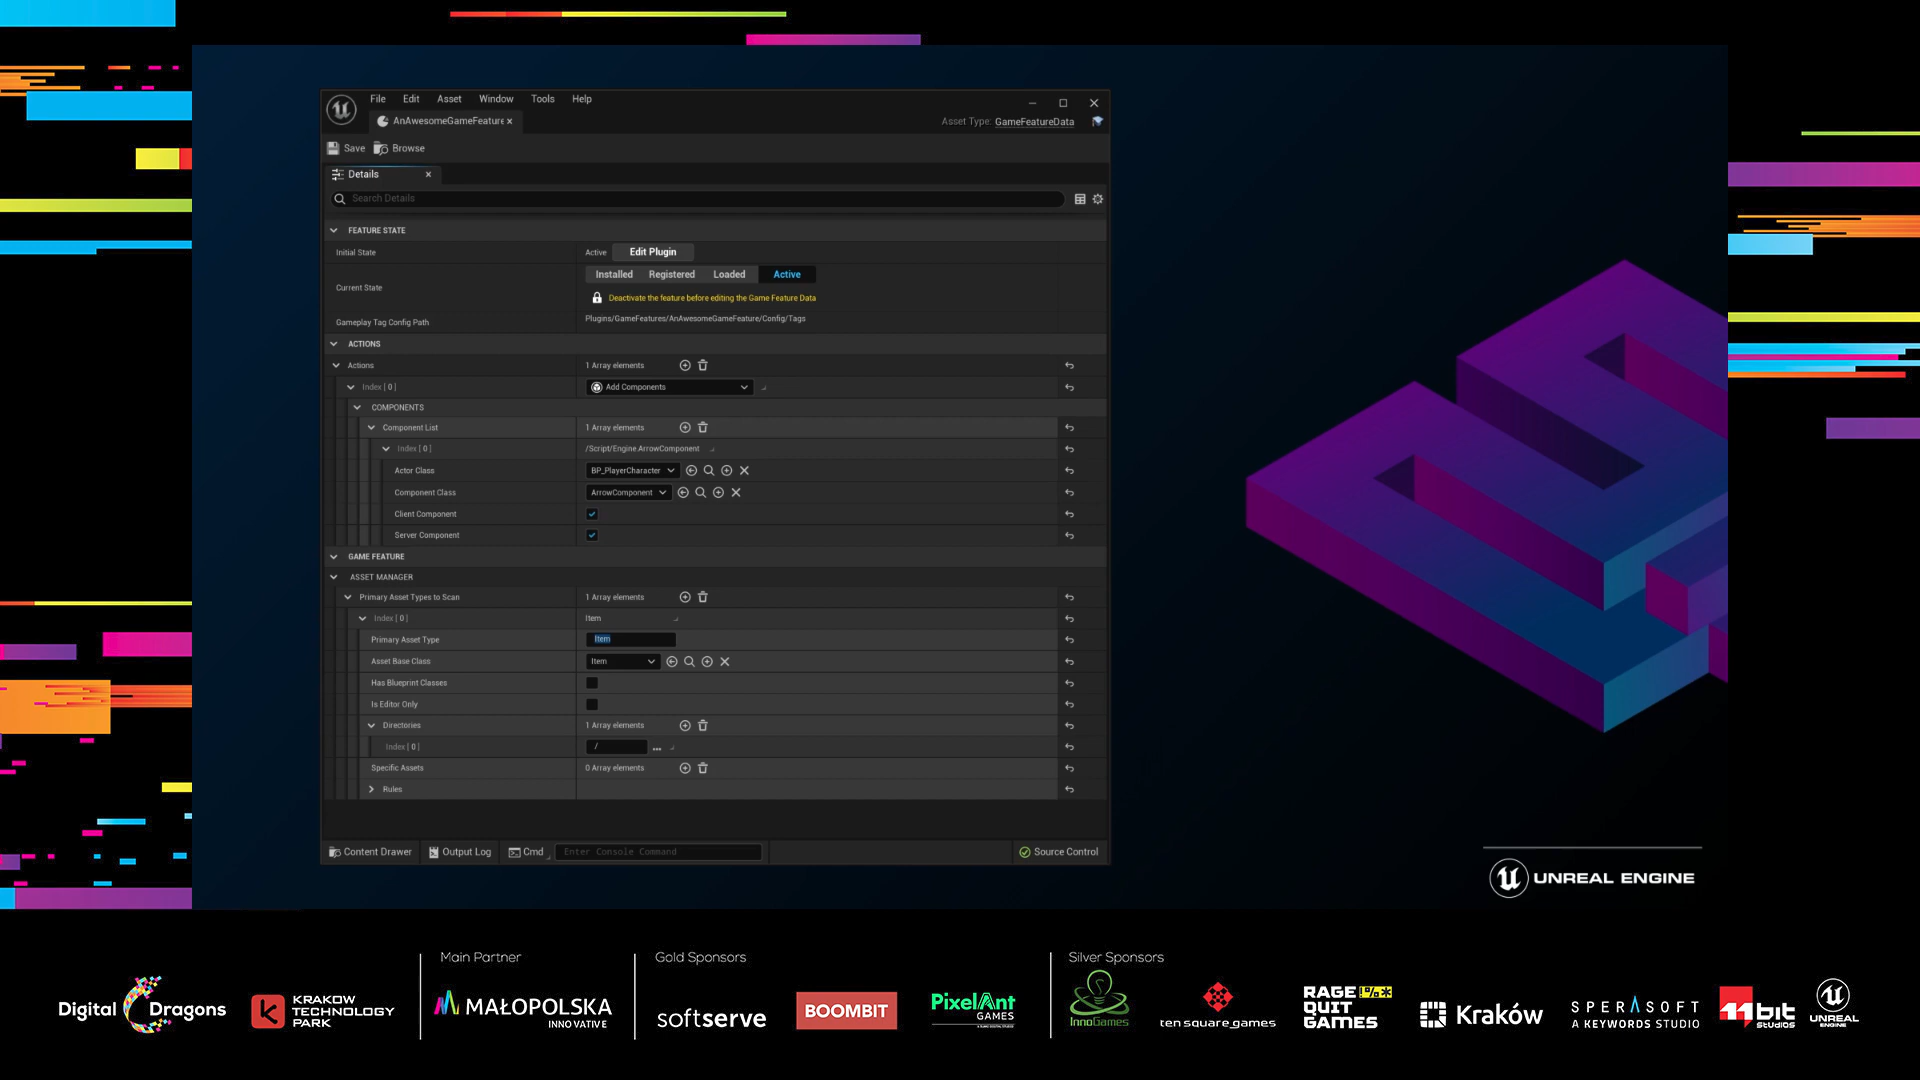 File Edit Asset Window Tools Help
AnAwesomeGameFeature
Asset Type: GameFeatureData
Save Browse
Details
Search Details
FEATURE STATE
Initial State Active Edit Plugin
Installed Registered Loaded Active
Current State
Deactivate the feature before editing the Game Feature Data
Gameplay Tag Config Path Plugins/GameFeatures/AnAwesomeGameFeature/Config/Tags
ACTIONS
Actions 1 Array elements
Index [ 0 ] Add Components
COMPONENTS
Component List 1 Array elements
Index [ 0 ] /Script/Engine.ArrowComponent
Actor Class BP_PlayerCharacter
Component Class ArrowComponent
Client Component
Server Component
GAME FEATURE
ASSET MANAGER
Primary Asset Types to Scan 1 Array elements
Index [ 0 ] Item
Primary Asset Type Item
Asset Base Class Item
Has Blueprint Classes
Is Editor Only
Directories 1 Array elements
Index [ 0 ] /
Specific Assets 0 Array elements
Rules
Content Drawer Output Log Cmd Enter Console Command Source Control
UNREAL ENGINE
Digital Dragons
KRAKOW
TECHNOLOGY
PARK
Main Partner
MAŁOPOLSKA
INNOVATIVE
Gold Sponsors
softserve
BOOMBIT
PixelAnt
GAMES
Silver Sponsors
InnoGames
ten square games
RAGE !%*
QUIT
GAMES
Kraków
SPERASOFT
A KEYWORDS STUDIO
11bit
STUDIOS
UNREAL
ENGINE